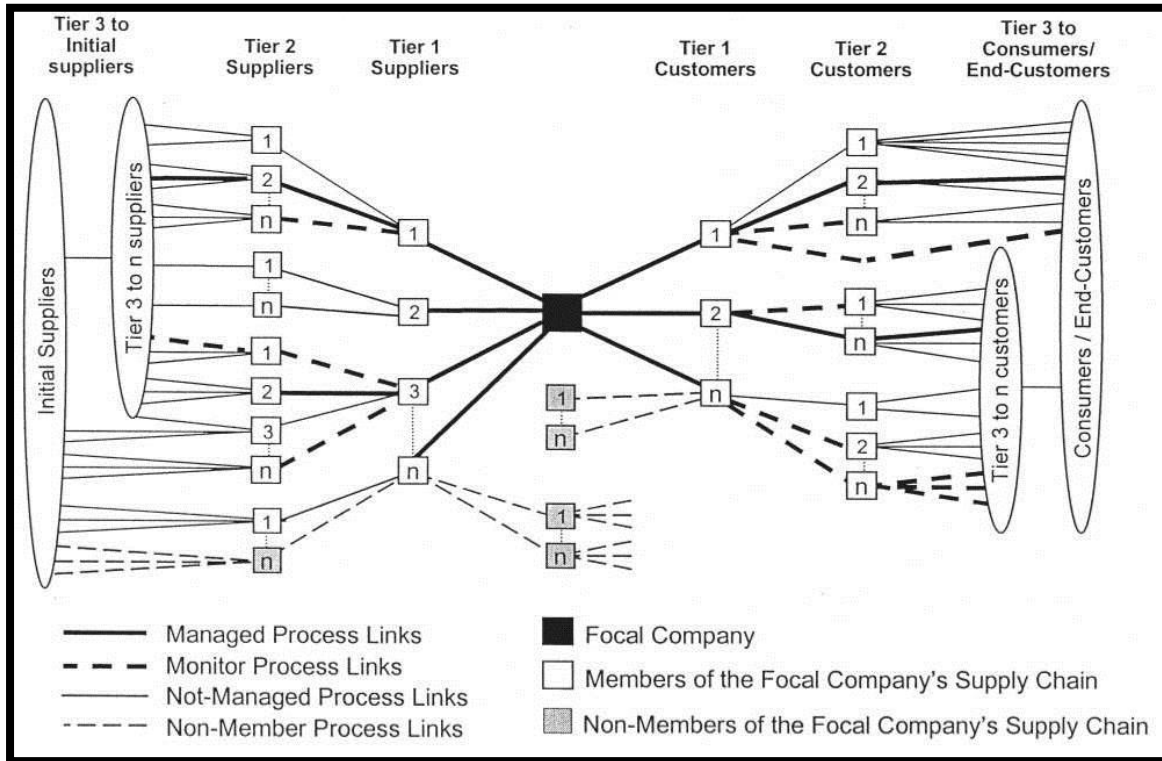 Tier 3 to
Initial
suppliers
Tier 2
Suppliers
Tier 1
Suppliers
Tier 1
Customers
Tier 2
Customers
Tier 3 to
Consumers/
End-Customers
Initial Suppliers
Tier 3 to n suppliers
1
2
n
1
n
1
2
3
n
1
n
1
2
3
n
1
n
1
n
1
n
1
2
n
1
2
n
1
n
1
2
n
Tier 3 to n customers
Consumers / End-Customers
Managed Process Links
Monitor Process Links
Not-Managed Process Links
Non-Member Process Links
Focal Company
Members of the Focal Company's Supply Chain
Non-Members of the Focal Company's Supply Chain